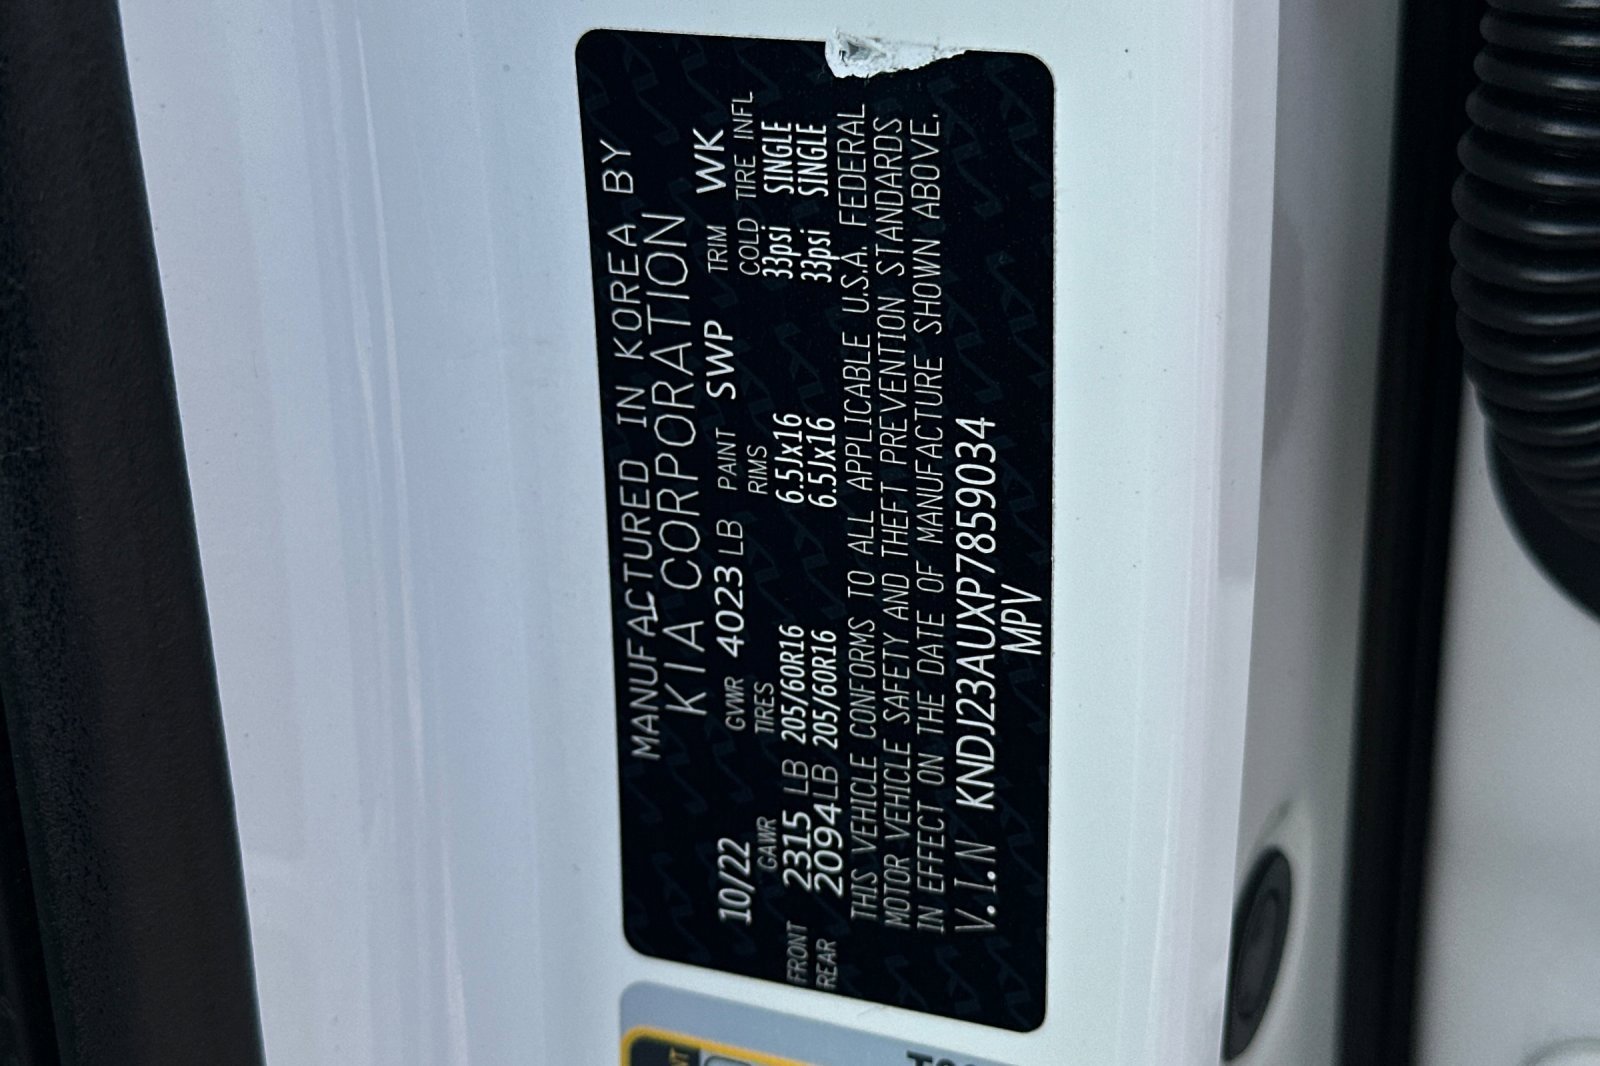 MANUFACTURED IN KOREA BY
KIA CORPORATION
10/22 GVWR 4023 LB PAINT SWP TRIM WK
GAWR TIRES RIMS COLD TIRE INFL
FRONT 2315 LB 205/60R16 6.5Jx16 33psi SINGLE
REAR 2094 LB 205/60R16 6.5Jx16 33psi SINGLE
THIS VEHICLE CONFORMS TO ALL APPLICABLE U.S.A. FEDERAL
MOTOR VEHICLE SAFETY AND THEFT PREVENTION STANDARDS
IN EFFECT ON THE DATE OF MANUFACTURE SHOWN ABOVE.
V.I.N KNDJ23AUXP7859034
MPV